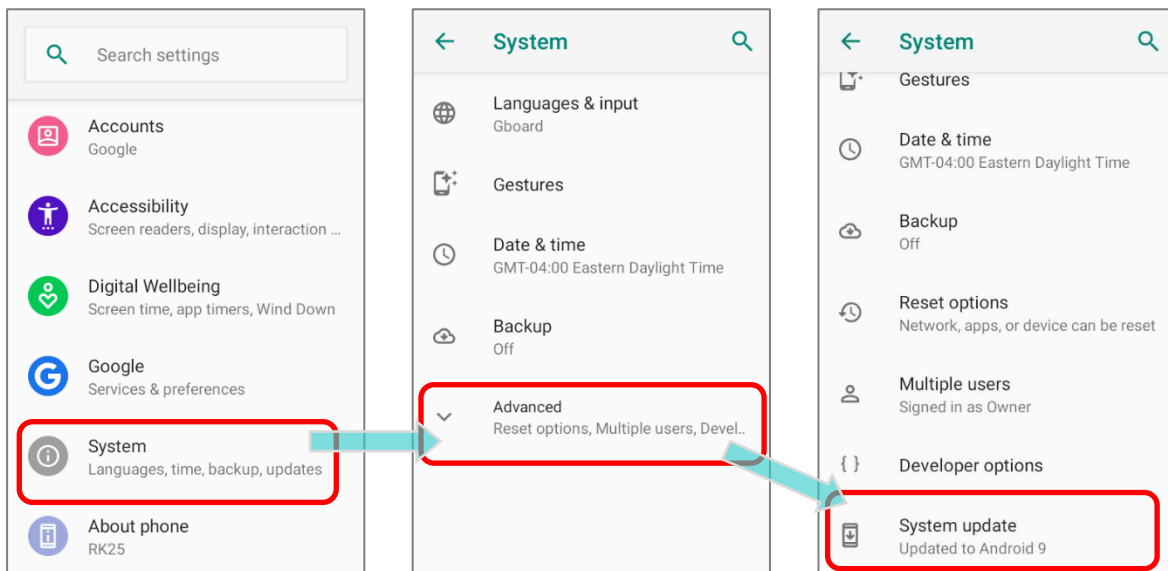 Search settings
Accounts
Google
Accessibility
Screen readers, display, interaction ...
Digital Wellbeing
Screen time, app timers, Wind Down
Google
Services & preferences
System
Languages, time, backup, updates
About phone
RK25
System
Languages & input
Gboard
Gestures
Date & time
GMT-04:00 Eastern Daylight Time
Backup
Off
Advanced
Reset options, Multiple users, Devel..
System
Gestures
Date & time
GMT-04:00 Eastern Daylight Time
Backup
Off
Reset options
Network, apps, or device can be reset
Multiple users
Signed in as Owner
{ } Developer options
System update
Updated to Android 9